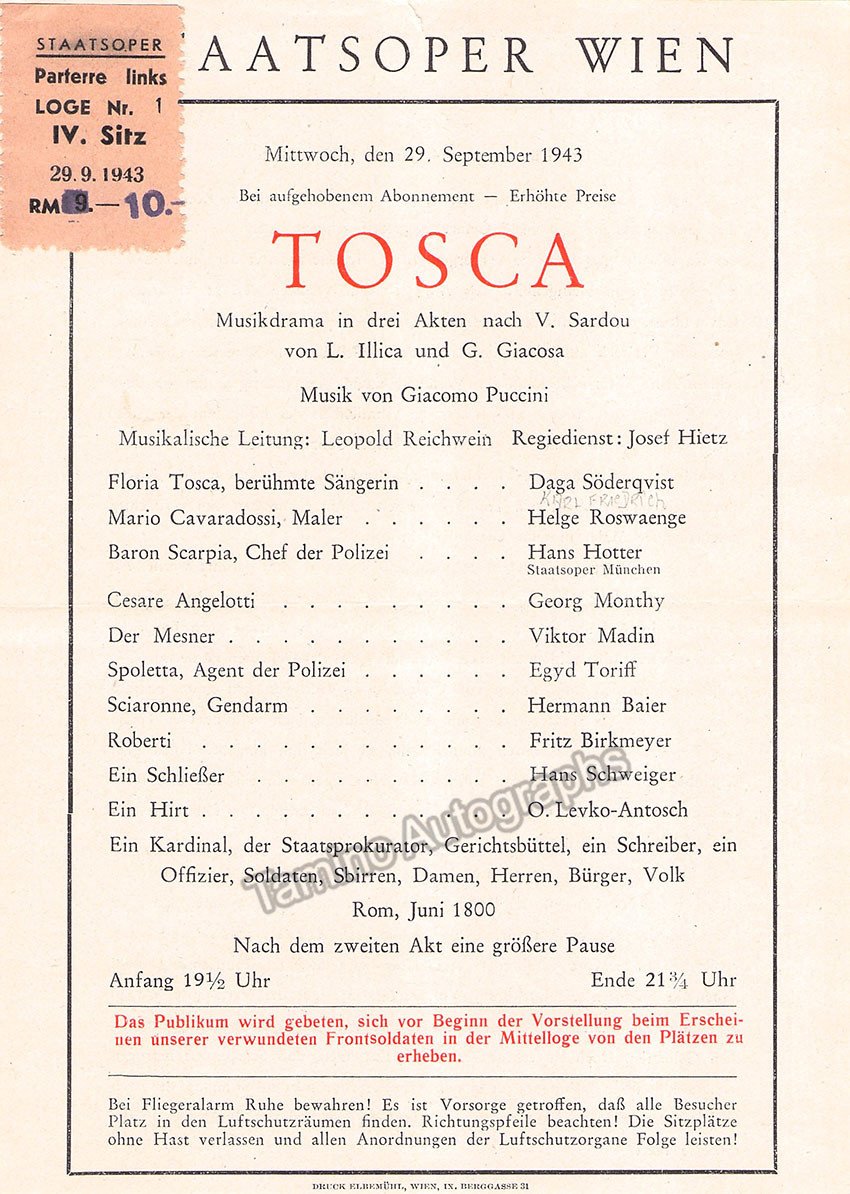 STAATSOPER
Parterre links
LOGE Nr. 1
IV. Sitz
29.9.1943
RM 9.— 10.-
AATSOPER WIEN
Mittwoch, den 29. September 1943
Bei aufgehobenem Abonnement — Erhöhte Preise
TOSCA
Musikdrama in drei Akten nach V. Sardou
von L. Illica und G. Giacosa
Musik von Giacomo Puccini
Musikalische Leitung: Leopold Reichwein Regiedienst: Josef Hietz
Floria Tosca, berühmte Sängerin . . . . Daga Söderqvist
KARL FRIEDRICH
Mario Cavaradossi, Maler . . . . . . Helge Roswaenge
Baron Scarpia, Chef der Polizei . . . . Hans Hotter
Staatsoper München
Cesare Angelotti . . . . . . . . . Georg Monthy
Der Mesner . . . . . . . . . . . Viktor Madin
Spoletta, Agent der Polizei . . . . . . Egyd Toriff
Sciaronne, Gendarm . . . . . . . . Hermann Baier
Roberti . . . . . . . . . . . . Fritz Birkmeyer
Ein Schließer . . . . . . . . . . Hans Schweiger
Ein Hirt . . . . . . . . . . . . O. Levko-Antosch
Ein Kardinal, der Staatsprokurator, Gerichtsbüttel, ein Schreiber, ein
Offizier, Soldaten, Sbirren, Damen, Herren, Bürger, Volk
Tamino Autographs
Rom, Juni 1800
Nach dem zweiten Akt eine größere Pause
Anfang 19½ Uhr Ende 21¾ Uhr
Das Publikum wird gebeten, sich vor Beginn der Vorstellung beim Erschei-
nen unserer verwundeten Frontsoldaten in der Mittelloge von den Plätzen zu
erheben.
Bei Fliegeralarm Ruhe bewahren! Es ist Vorsorge getroffen, daß alle Besucher
Platz in den Luftschutzräumen finden. Richtungspfeile beachten! Die Sitzplätze
ohne Hast verlassen und allen Anordnungen der Luftschutzorgane Folge leisten!
DRUCK ELBEMÜHL, WIEN, IX. BERGGASSE 31